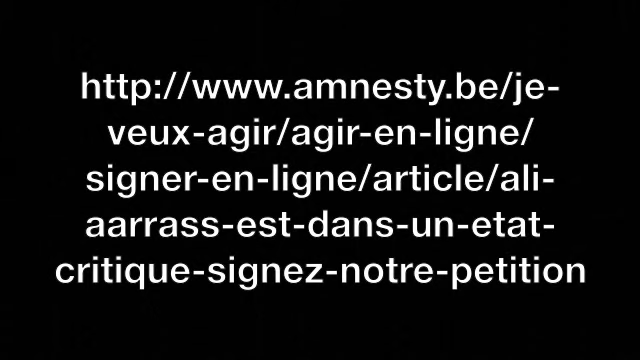 http://www.amnesty.be/je-
veux-agir/agir-en-ligne/
signer-en-ligne/article/ali-
aarrass-est-dans-un-etat-
critique-signez-notre-petition